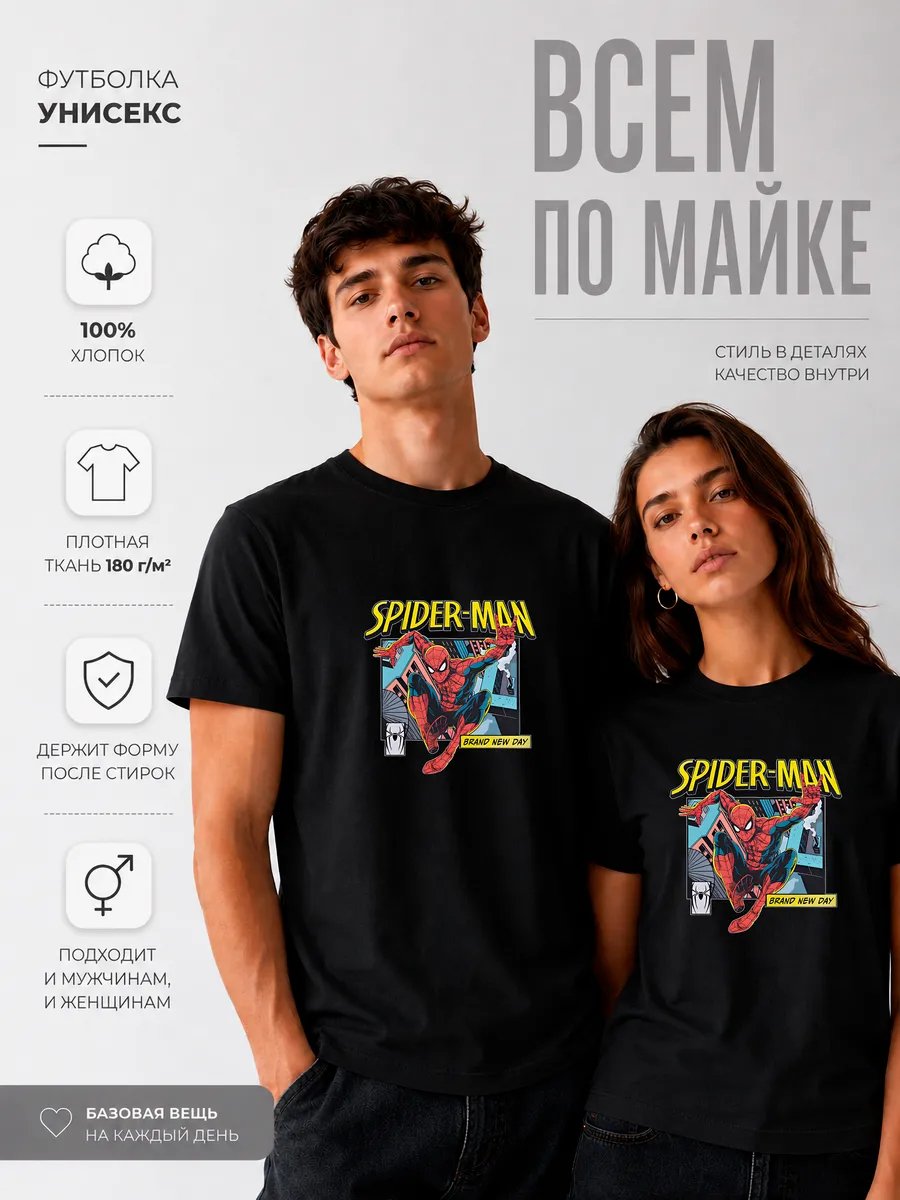 ФУТБОЛКА
УНИСЕКС
ВСЕМ
ПО МАЙКЕ
СТИЛЬ В ДЕТАЛЯХ
КАЧЕСТВО ВНУТРИ
100%
ХЛОПОК
ПЛОТНАЯ
ТКАНЬ 180 г/м²
ДЕРЖИТ ФОРМУ
ПОСЛЕ СТИРОК
ПОДХОДИТ
И МУЖЧИНАМ,
И ЖЕНЩИНАМ
БАЗОВАЯ ВЕЩЬ
НА КАЖДЫЙ ДЕНЬ
SPIDER-MAN
BRAND NEW DAY
SPIDER-MAN
BRAND NEW DAY